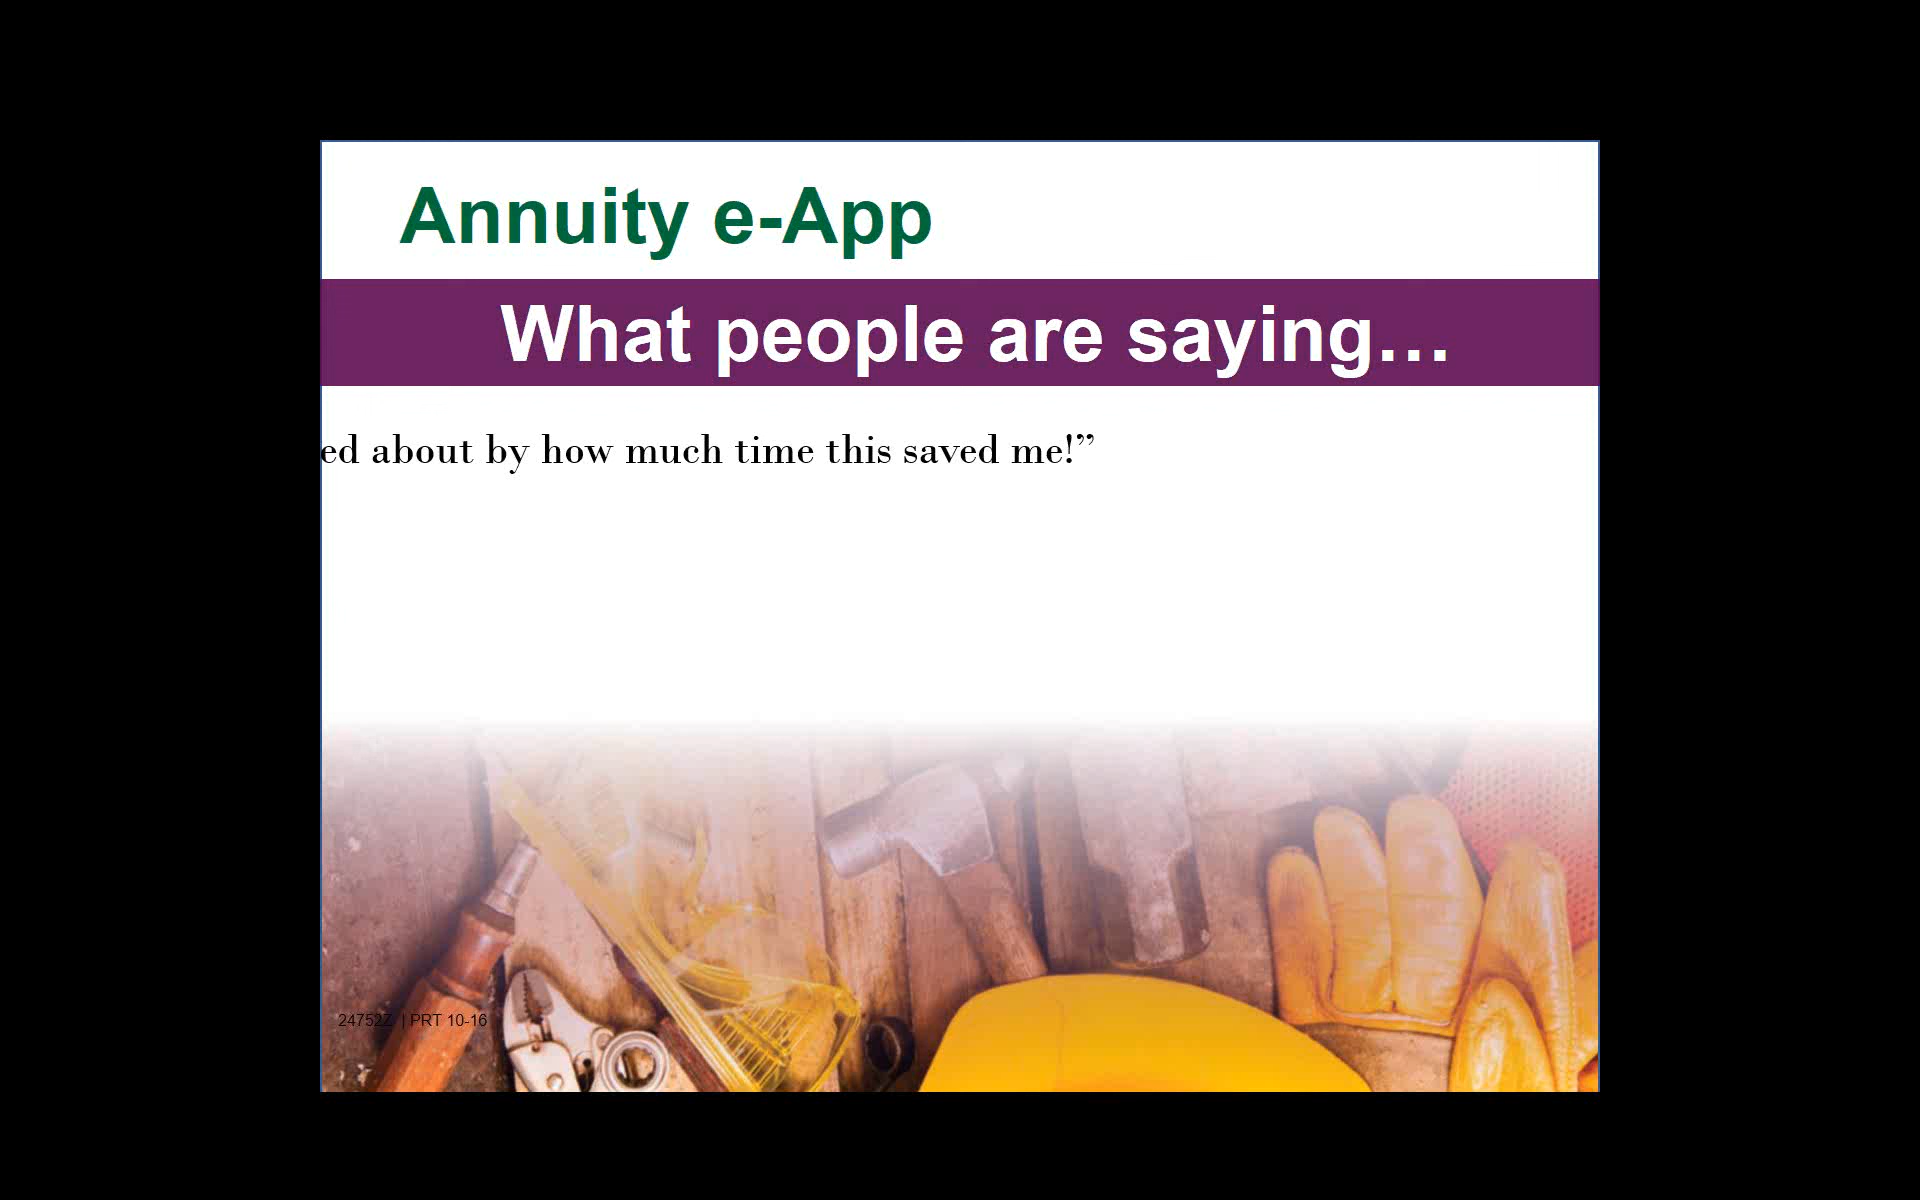 Annuity e-App
What people are saying…
ed about by how much time this saved me!”
24752Z | PRT 10-16